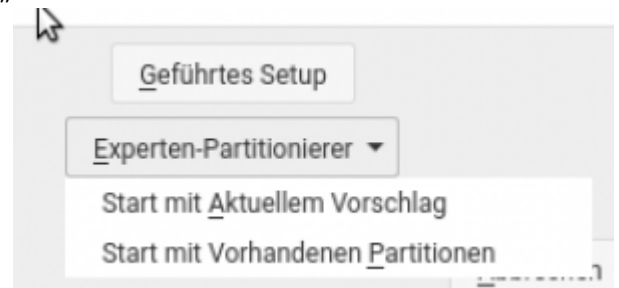 Geführtes Setup
Experten-Partitionierer
Start mit Aktuellem Vorschlag
Start mit Vorhandenen Partitionen